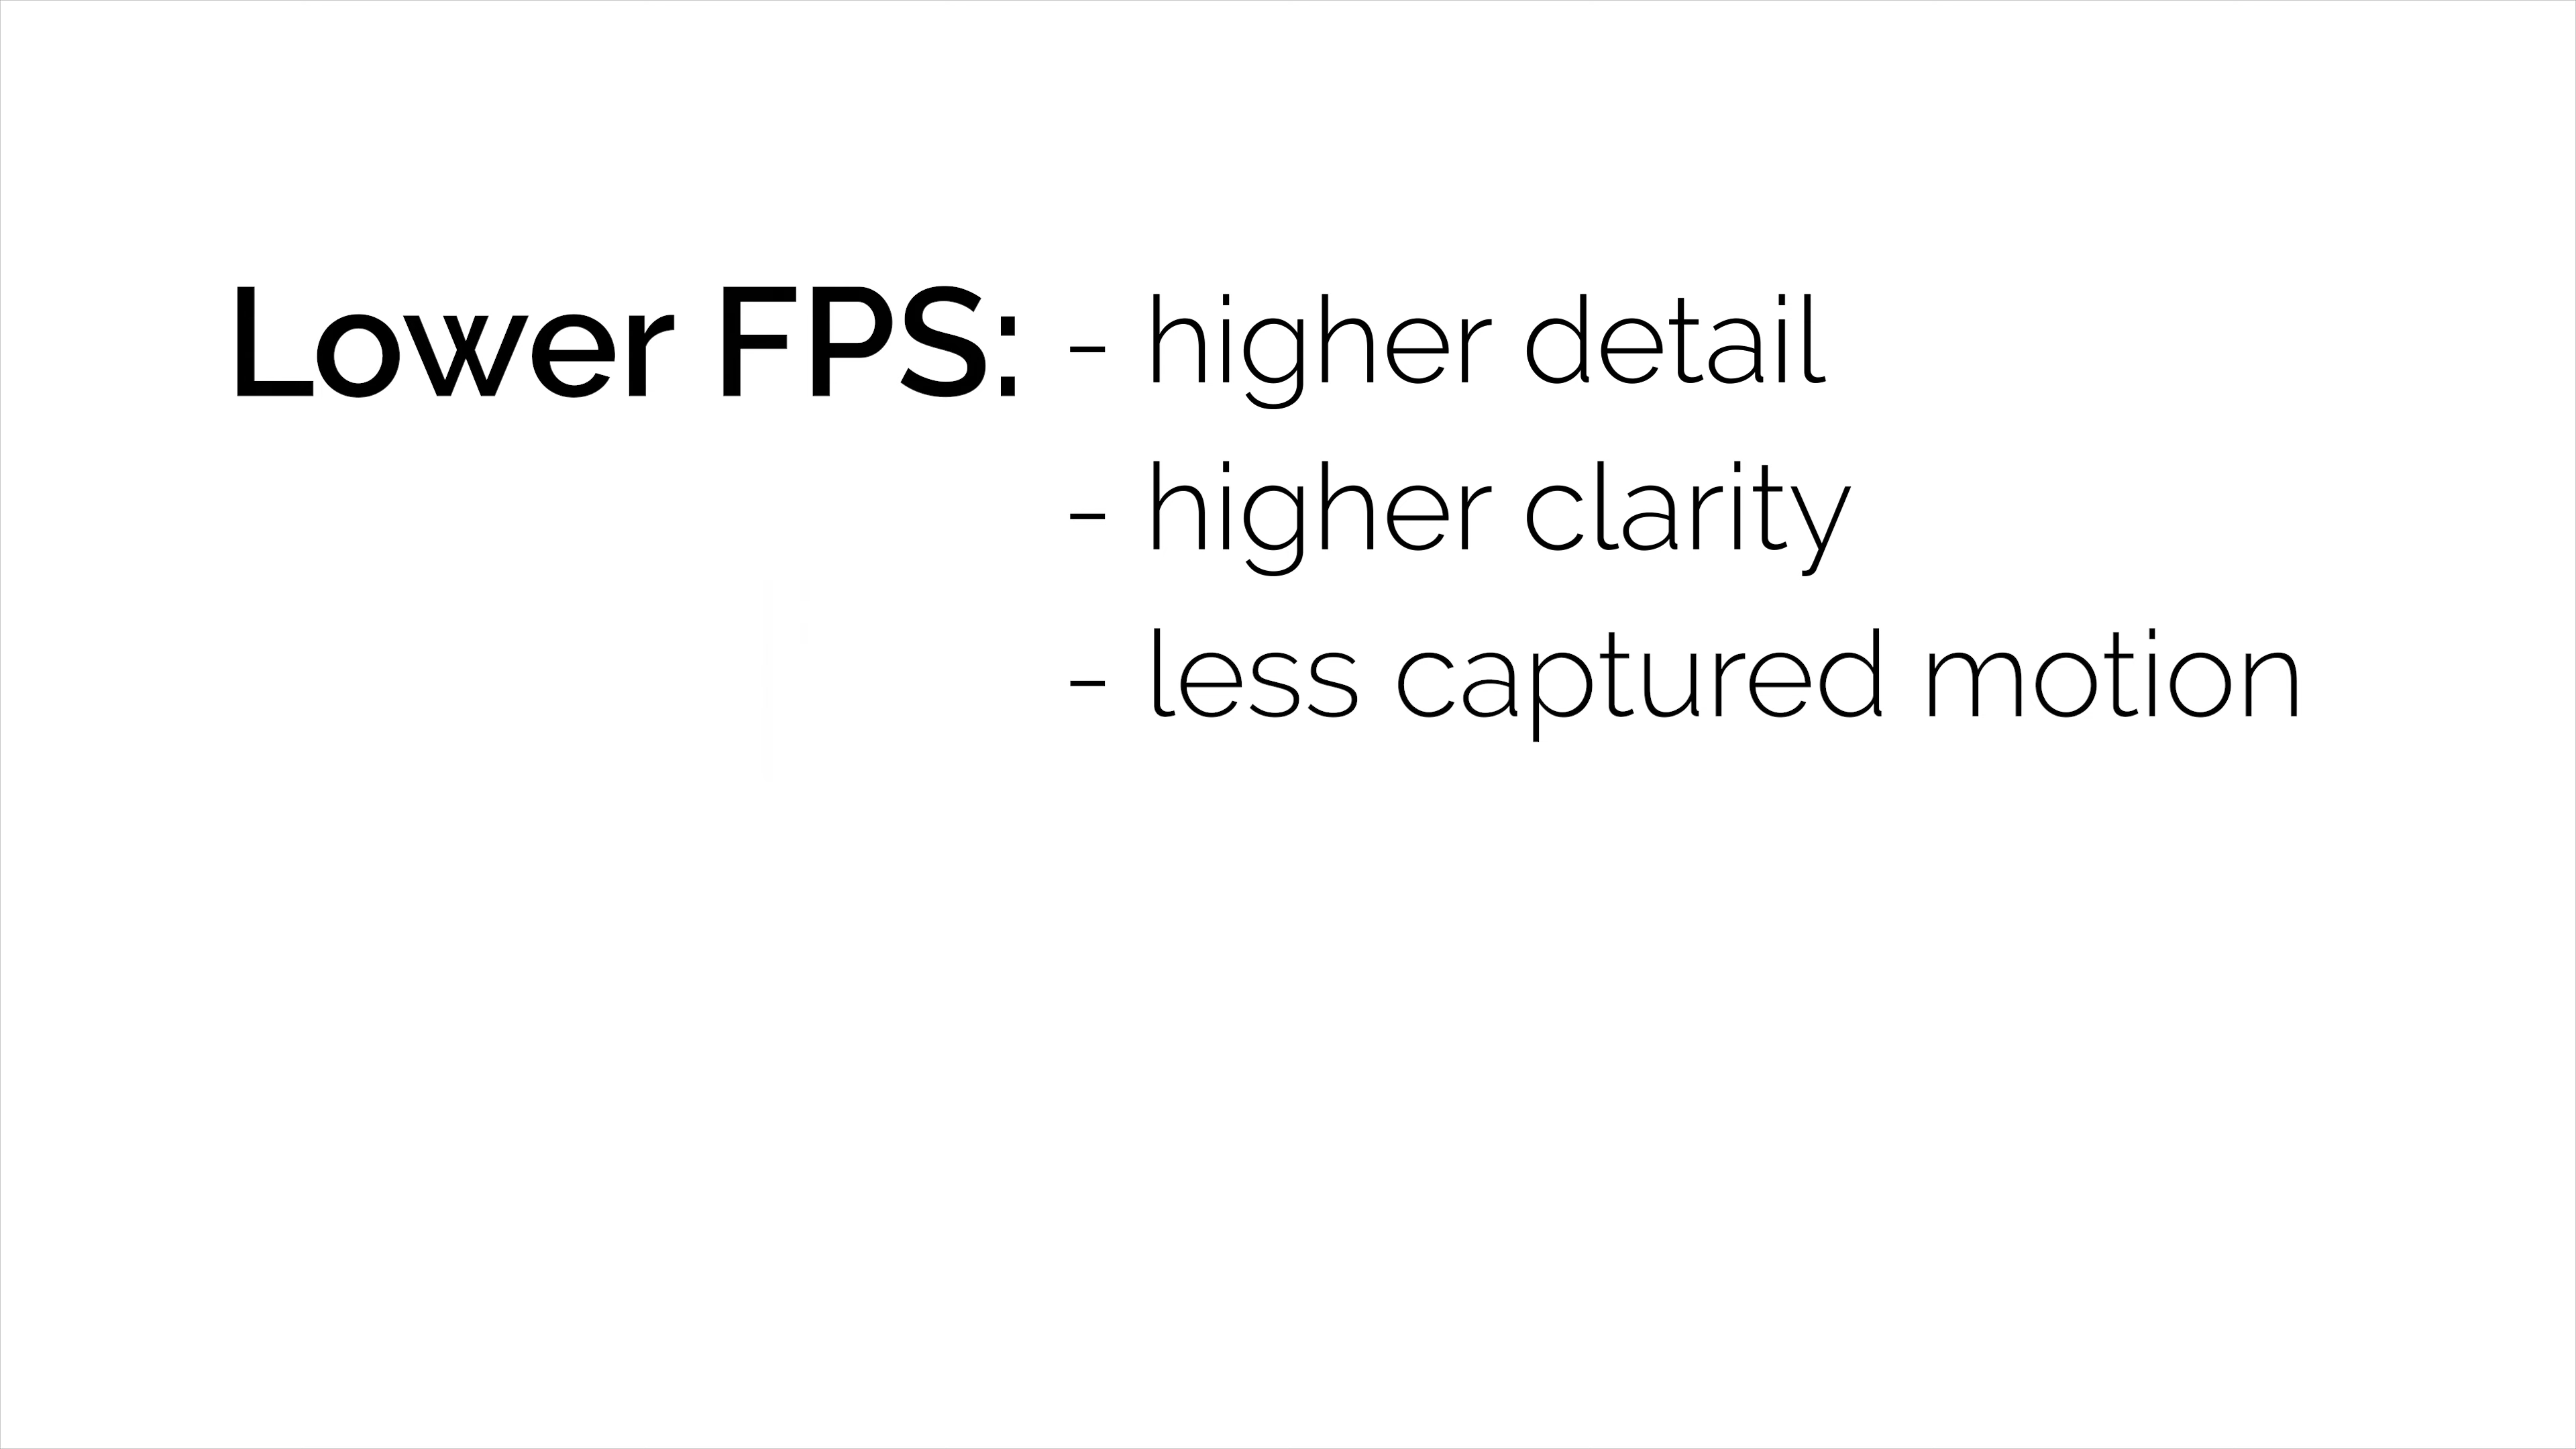 Lower FPS: - higher detail
- higher clarity
- less captured motion